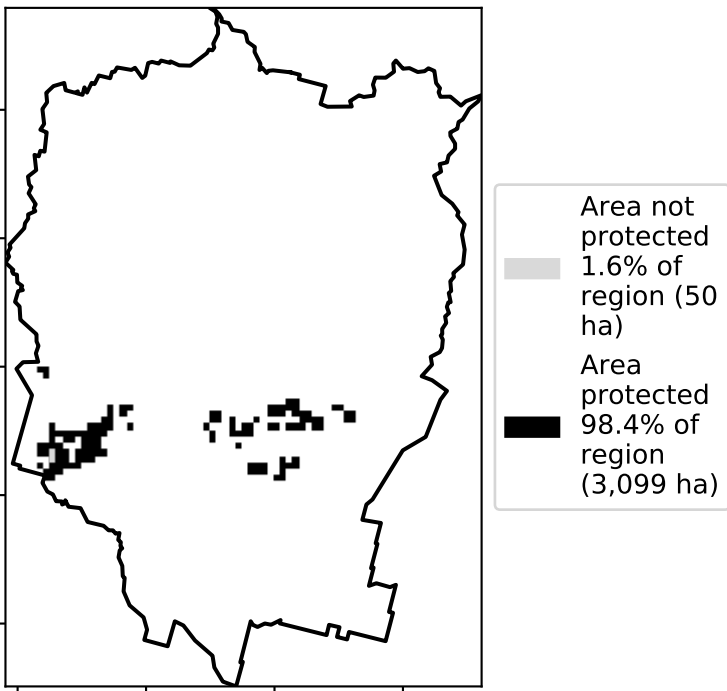 Area not
protected
1.6% of
region (50
ha)
Area
protected
98.4% of
region
(3,099 ha)